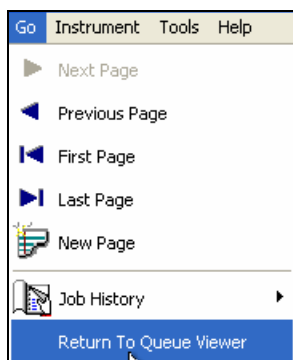 Go Instrument Tools Help
Next Page
Previous Page
First Page
Last Page
New Page
Job History
Return To Queue Viewer